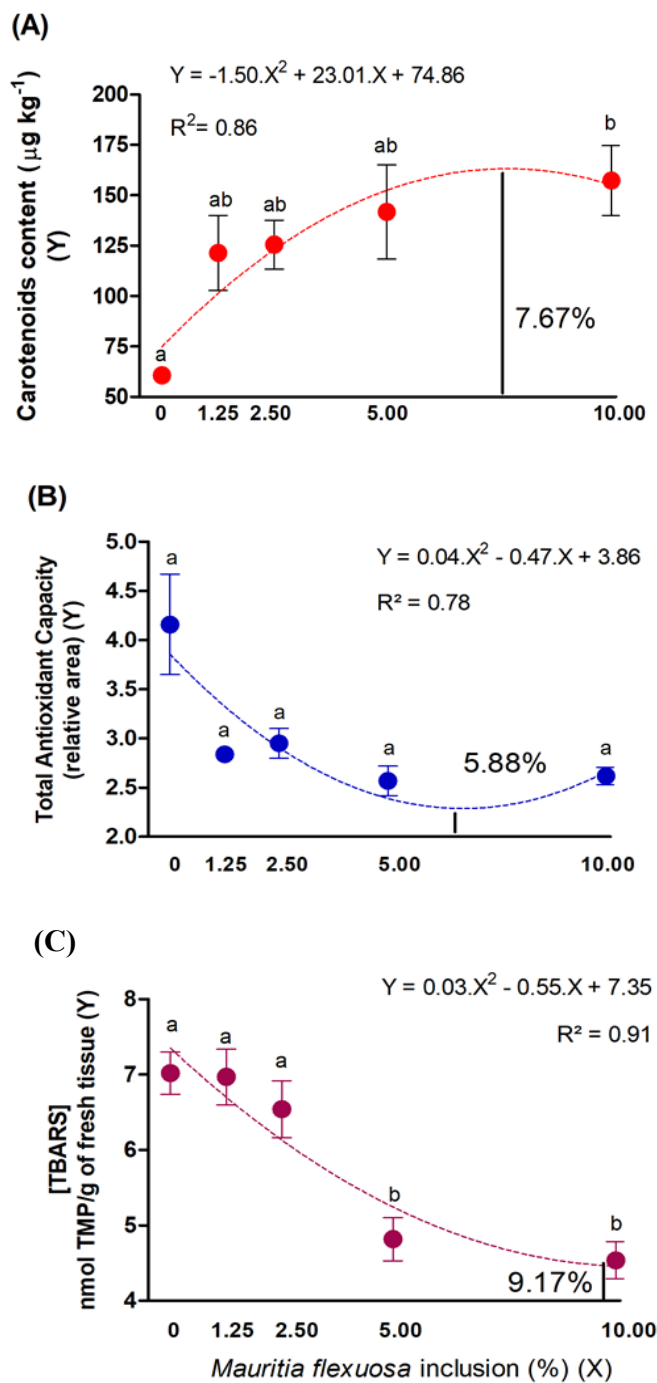 (A)
Y = -1.50.X² + 23.01.X + 74.86
R²= 0.86
Carotenoids content (µg kg⁻¹)
(Y)
200
175
150
125
100
75
50
a
ab
ab
ab
b
7.67%
0 1.25 2.50 5.00 10.00
(B)
Y = 0.04.X² - 0.47.X + 3.86
R² = 0.78
Total Antioxidant Capacity
(relative area) (Y)
5.0
4.5
4.0
3.5
3.0
2.5
2.0
a
a
a
a
a
5.88%
0 1.25 2.50 5.00 10.00
(C)
Y = 0.03.X² - 0.55.X + 7.35
R² = 0.91
[TBARS]
nmol TMP/g of fresh tissue (Y)
8
7
6
5
4
a
a
a
b
b
9.17%
0 1.25 2.50 5.00 10.00
Mauritia flexuosa inclusion (%) (X)